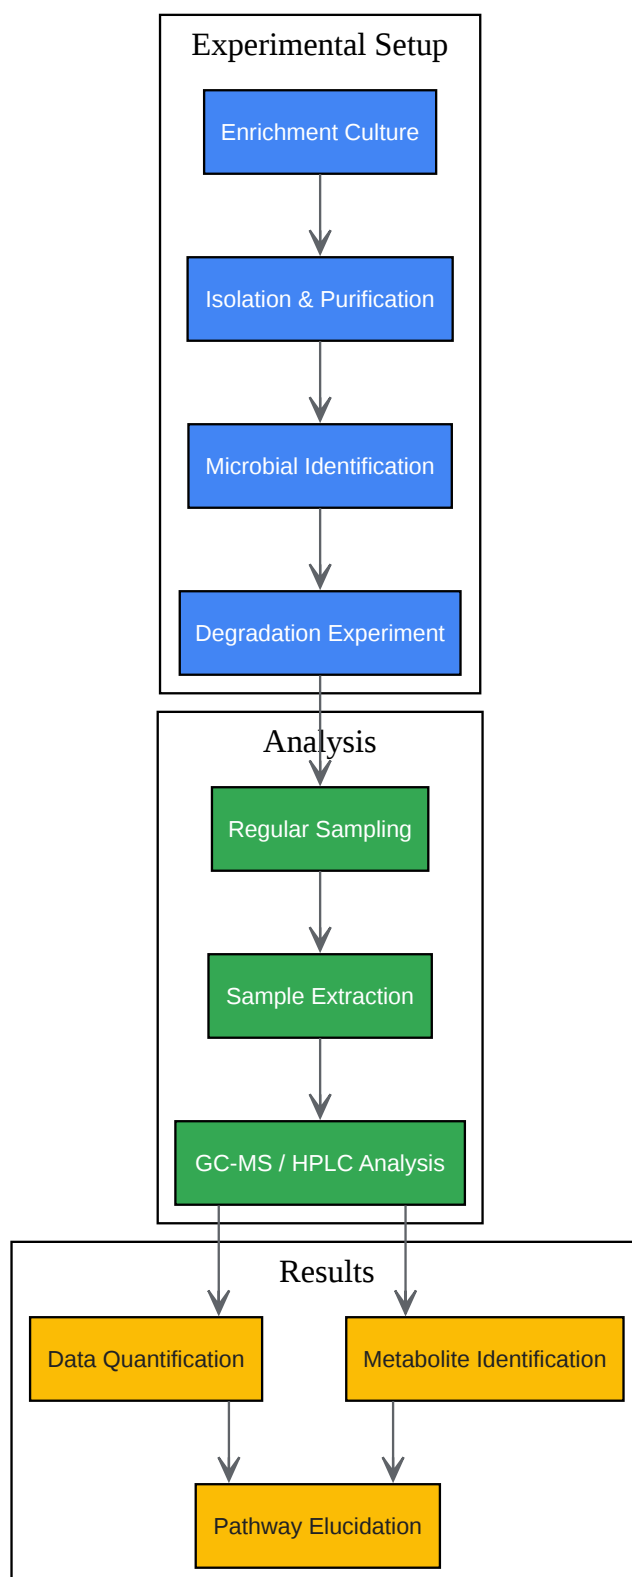 Experimental Setup
Enrichment Culture
Isolation & Purification
Microbial Identification
Degradation Experiment
Analysis
Regular Sampling
Sample Extraction
GC-MS / HPLC Analysis
Results
Data Quantification
Metabolite Identification
Pathway Elucidation